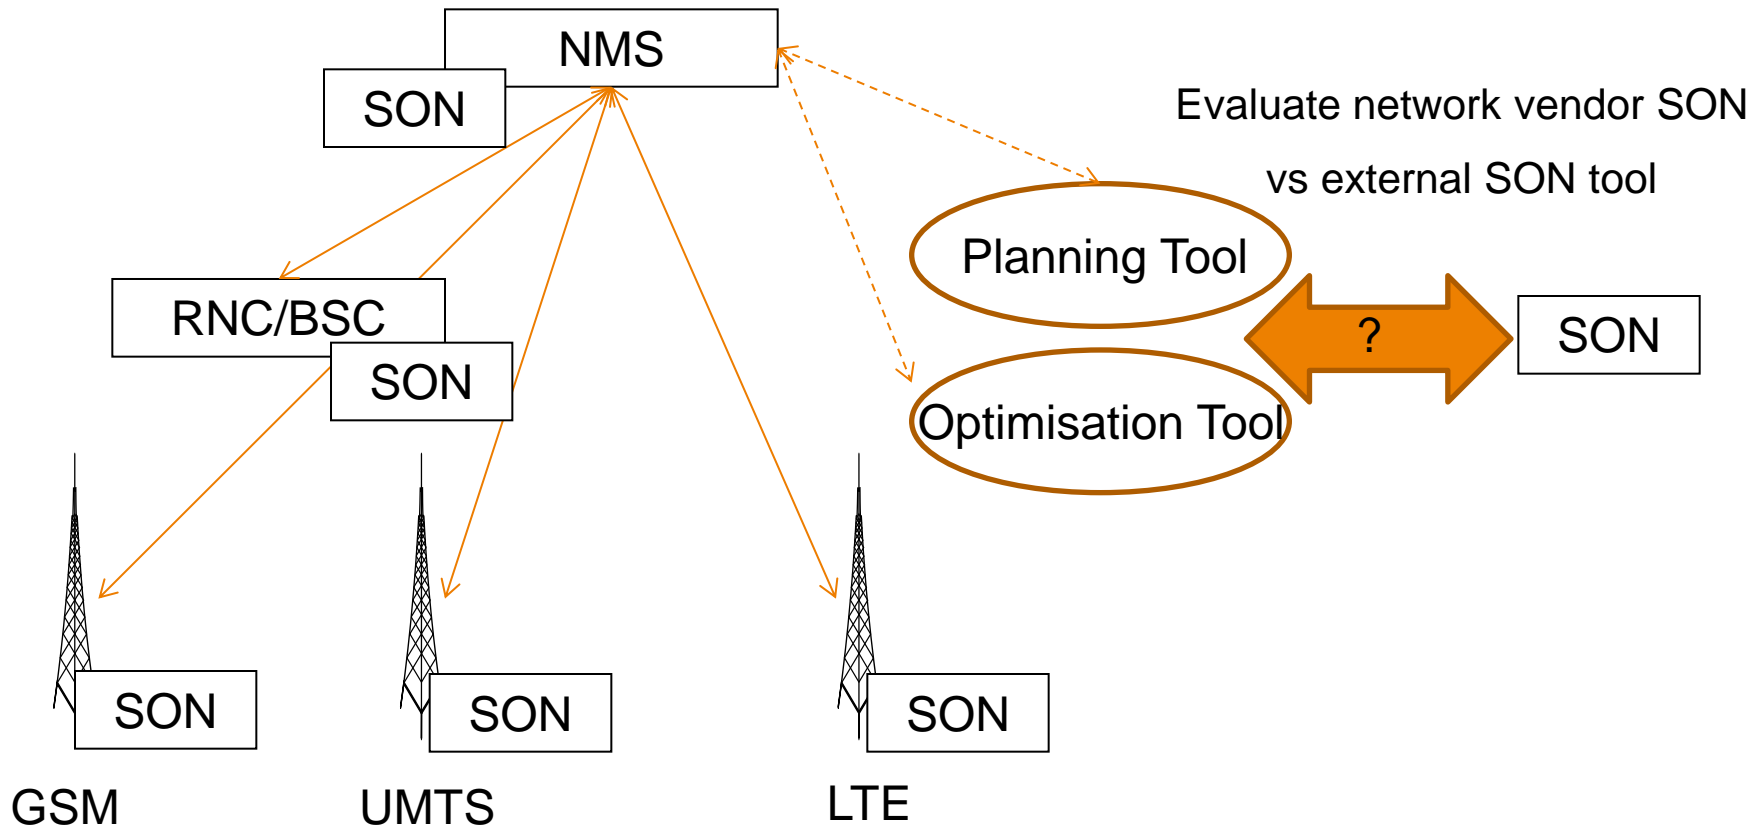 NMS
SON
Evaluate network vendor SON
vs external SON tool
Planning Tool
RNC/BSC
SON
?
SON
Optimisation Tool
SON
SON
SON
GSM
UMTS
LTE